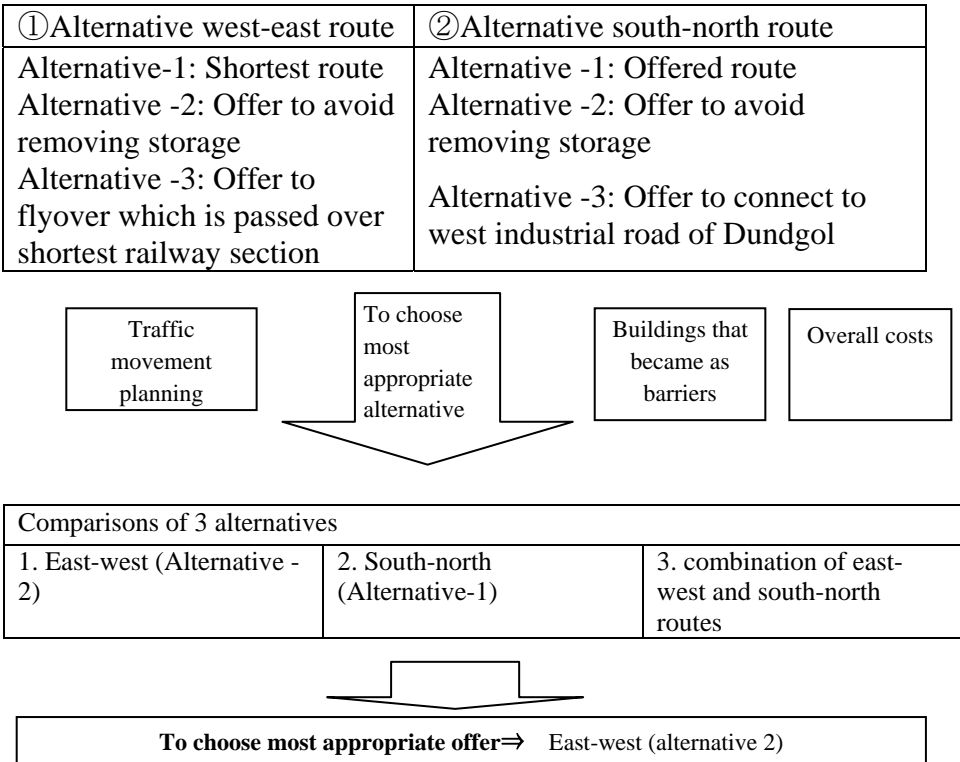 ①Alternative west-east route
②Alternative south-north route
Alternative-1: Shortest route
Alternative -2: Offer to avoid
removing storage
Alternative -3: Offer to
flyover which is passed over
shortest railway section
Alternative -1: Offered route
Alternative -2: Offer to avoid
removing storage
Alternative -3: Offer to connect to
west industrial road of Dundgol
Traffic
movement
planning
To choose
most
appropriate
alternative
Buildings that
became as
barriers
Overall costs
Comparisons of 3 alternatives
1. East-west (Alternative -
2)
2. South-north
(Alternative-1)
3. combination of east-
west and south-north
routes
To choose most appropriate offer⇒ East-west (alternative 2)